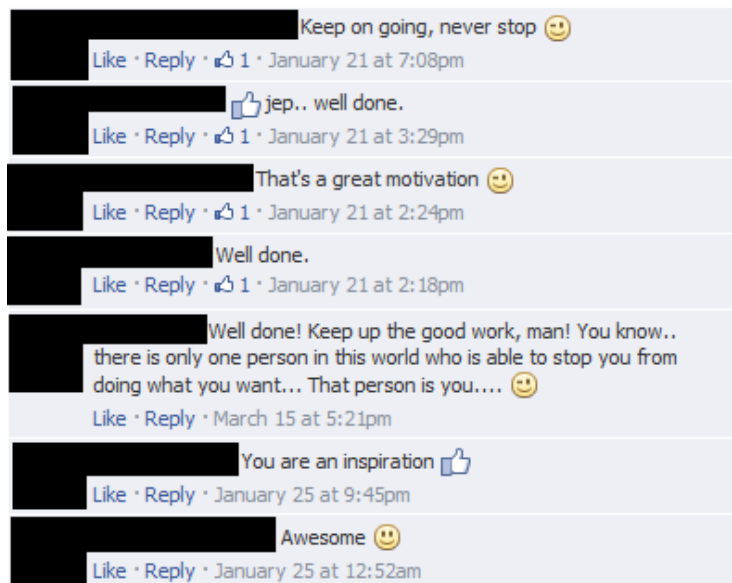 Keep on going, never stop
Like · Reply · 1 · January 21 at 7:08pm
jep.. well done.
Like · Reply · 1 · January 21 at 3:29pm
That's a great motivation
Like · Reply · 1 · January 21 at 2:24pm
Well done.
Like · Reply · 1 · January 21 at 2:18pm
Well done! Keep up the good work, man! You know..
there is only one person in this world who is able to stop you from
doing what you want... That person is you....
Like · Reply · March 15 at 5:21pm
You are an inspiration
Like · Reply · January 25 at 9:45pm
Awesome
Like · Reply · January 25 at 12:52am